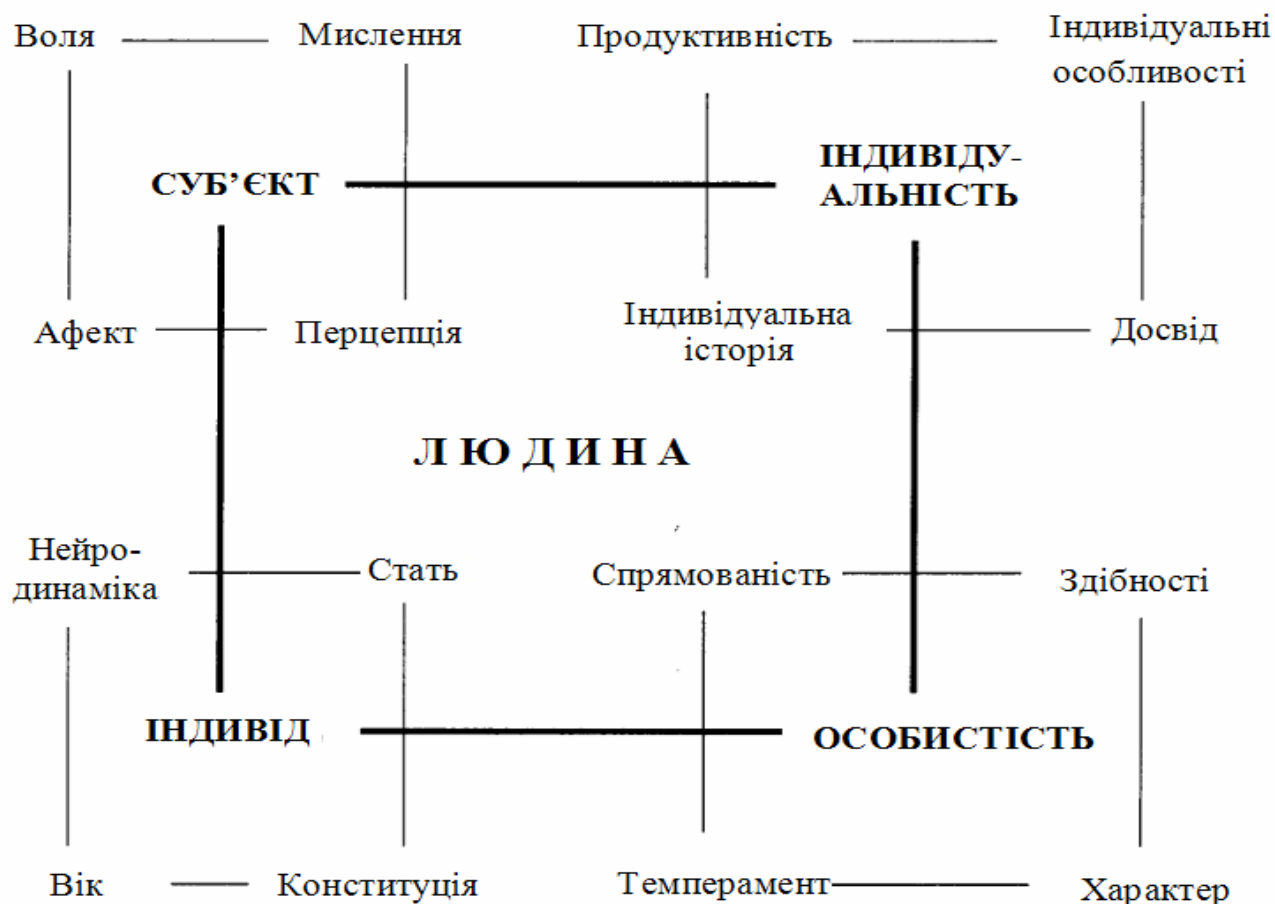 Воля
Мислення
Продуктивність
Індивідуальні
особливості
СУБ’ЄКТ
ІНДИВІДУ-
АЛЬНІСТЬ
Афект
Перцепція
Індивідуальна
історія
Досвід
ЛЮДИНА
Нейро-
динаміка
Стать
Спрямованість
Здібності
ІНДИВІД
ОСОБИСТІСТЬ
Вік
Конституція
Темперамент
Характер